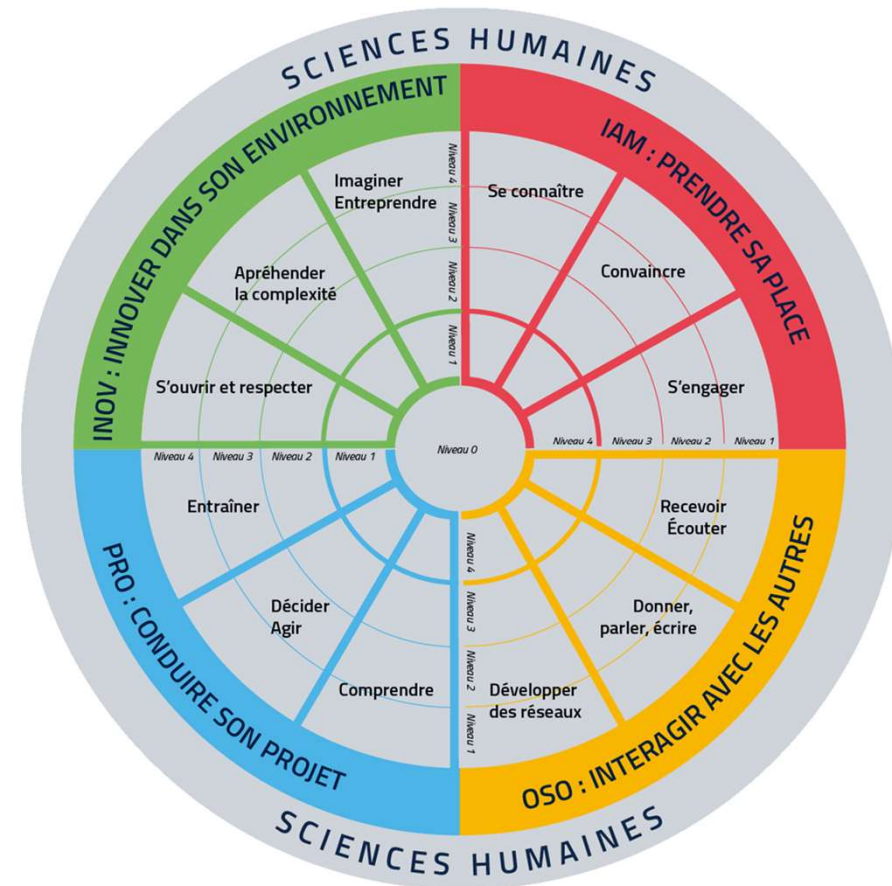 SCIENCES HUMAINES
INOV : INNOVER DANS SON ENVIRONNEMENT
IAM : PRENDRE SA PLACE
Imaginer
Entreprendre
Apréhender
la complexité
S'ouvrir et respecter
Niveau 4
Niveau 3
Niveau 2
Niveau 1
Se connaître
Convaincre
S'engager
Niveau 4
Niveau 3
Niveau 2
Niveau 1
Niveau 0
Niveau 4
Niveau 3
Niveau 2
Niveau 1
Entraîner
Décider
Agir
Comprendre
Niveau 4
Niveau 3
Niveau 2
Niveau 1
Recevoir
Écouter
Donner,
parler, écrire
Développer
des réseaux
PRO : CONDUIRE SON PROJET
OSO : INTERAGIR AVEC LES AUTRES
SCIENCES HUMAINES